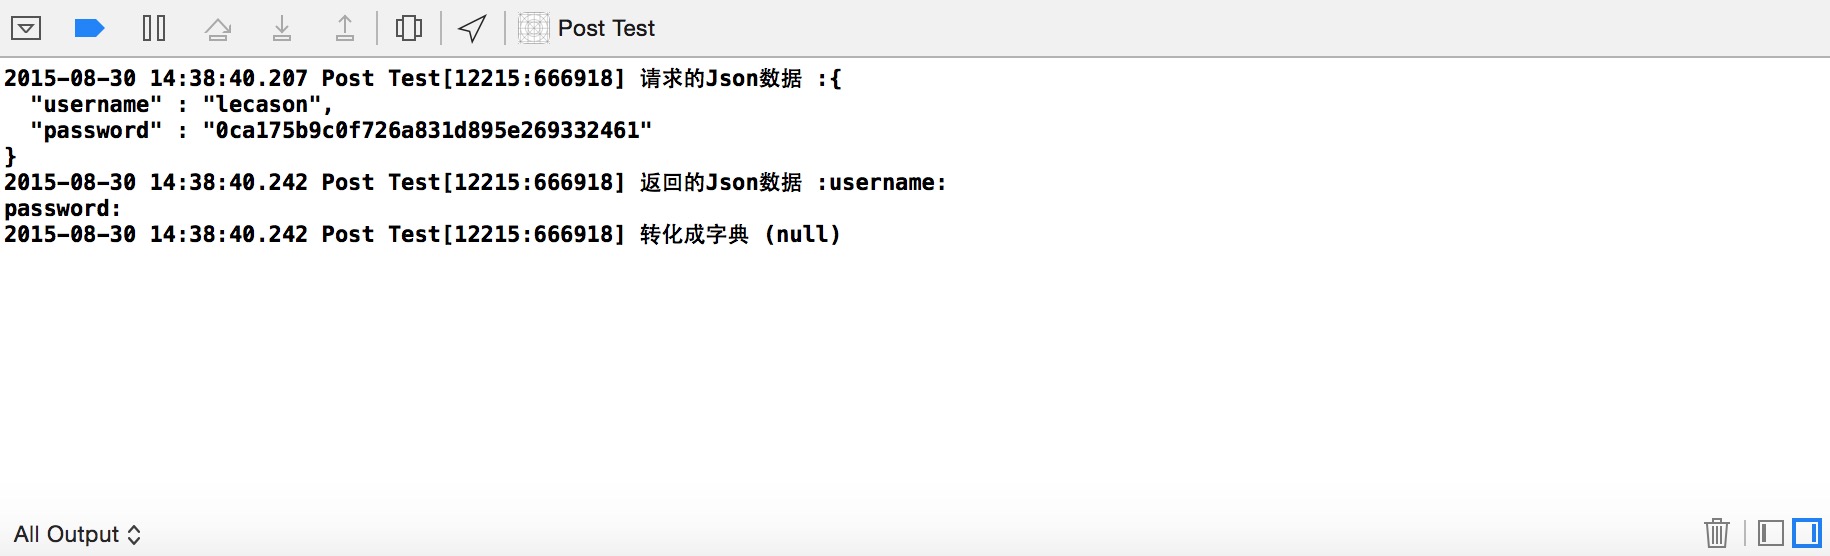 Post Test
2015-08-30 14:38:40.207 Post Test[12215:666918] 请求的Json数据 :{
  "username" : "lecason",
  "password" : "0ca175b9c0f726a831d895e269332461"
}
2015-08-30 14:38:40.242 Post Test[12215:666918] 返回的Json数据 :username:
password:
2015-08-30 14:38:40.242 Post Test[12215:666918] 转化成字典 (null)
All Output